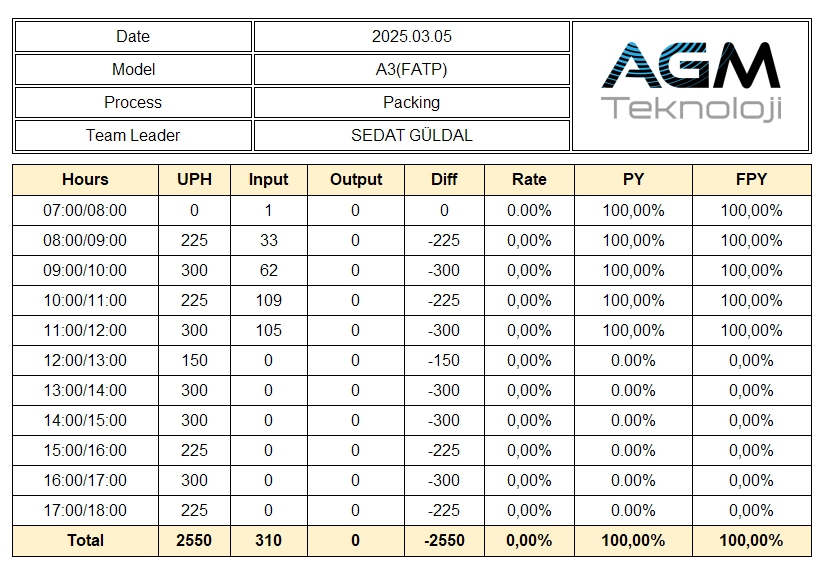 Date 2025.03.05
Model A3(FATP)
Process Packing
Team Leader SEDAT GÜLDAL
AGM
Teknoloji
Hours UPH Input Output Diff Rate PY FPY
07:00/08:00 0 1 0 0 0.00% 100,00% 100,00%
08:00/09:00 225 33 0 -225 0,00% 100,00% 100,00%
09:00/10:00 300 62 0 -300 0,00% 100,00% 100,00%
10:00/11:00 225 109 0 -225 0,00% 100,00% 100,00%
11:00/12:00 300 105 0 -300 0,00% 100,00% 100,00%
12:00/13:00 150 0 0 -150 0,00% 0.00% 0,00%
13:00/14:00 300 0 0 -300 0,00% 0.00% 0,00%
14:00/15:00 300 0 0 -300 0,00% 0.00% 0,00%
15:00/16:00 225 0 0 -225 0,00% 0.00% 0,00%
16:00/17:00 300 0 0 -300 0,00% 0.00% 0,00%
17:00/18:00 225 0 0 -225 0,00% 0.00% 0,00%
Total 2550 310 0 -2550 0,00% 100,00% 100,00%